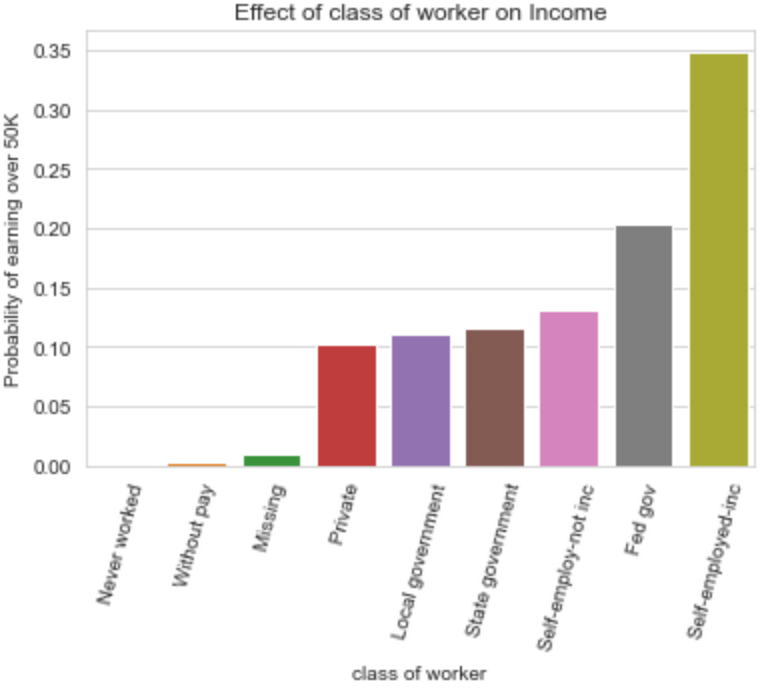 Effect of class of worker on Income
Probability of earning over 50K
0.35
0.30
0.25
0.20
0.15
0.10
0.05
0.00
Never worked
Without pay
Missing
Private
Local government
State government
Self-employ-not inc
Fed gov
Self-employed-inc
class of worker